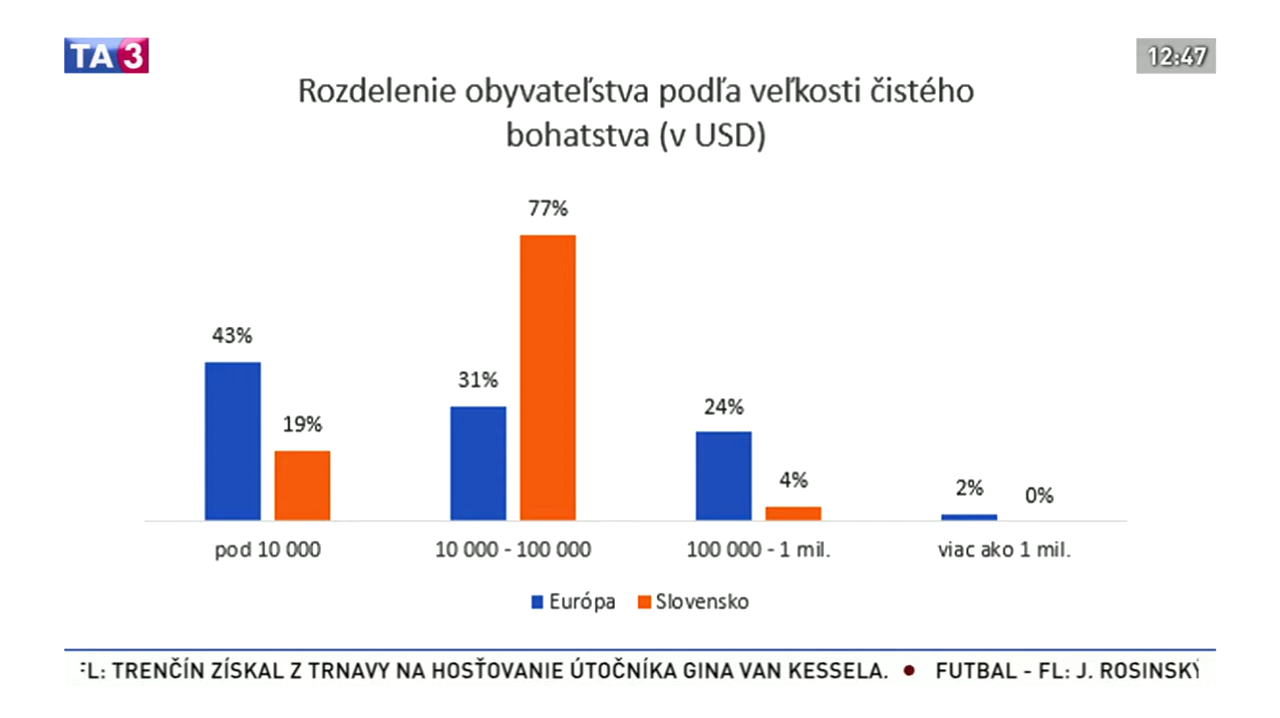 TA3
12:47
Rozdelenie obyvateľstva podľa veľkosti čistého
bohatstva (v USD)
77%
43%
31%
24%
19%
4%
2%
0%
pod 10 000
10 000 - 100 000
100 000 - 1 mil.
viac ako 1 mil.
Európa
Slovensko
FL: TRENČÍN ZÍSKAL Z TRNAVY NA HOSŤOVANIE ÚTOČNÍKA GINA VAN KESSELA. • FUTBAL - FL: J. ROSINSKÝ